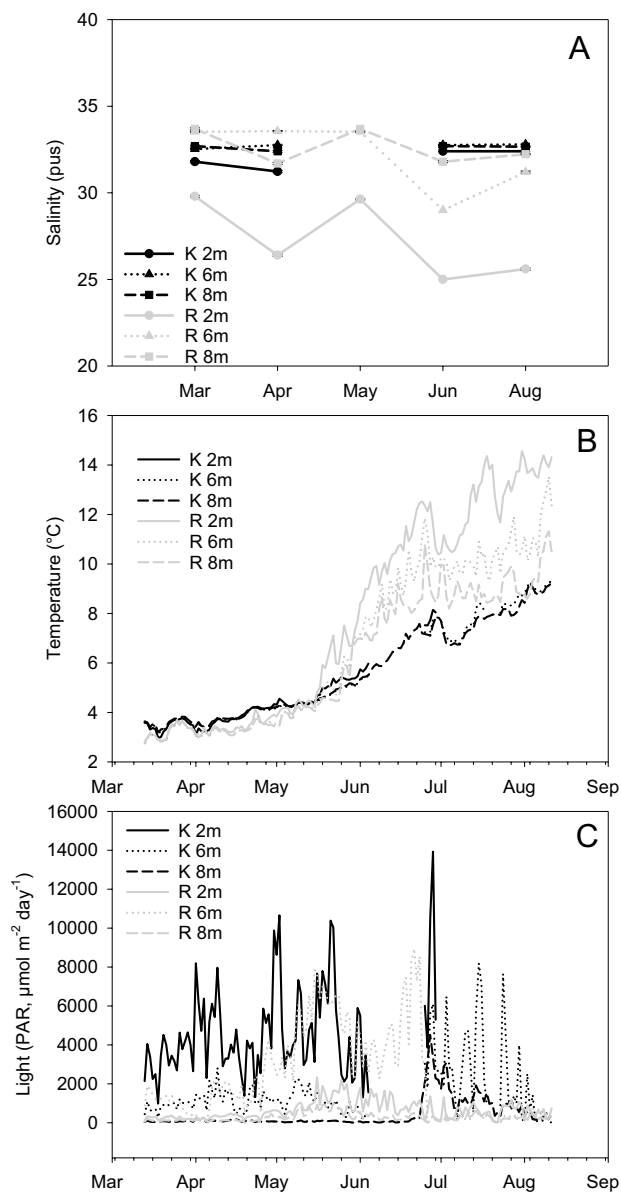 A
40
35
30
25
20
Salinity (pus)
K 2m
K 6m
K 8m
R 2m
R 6m
R 8m
Mar Apr May Jun Aug
B
16
14
12
10
8
6
4
2
Temperature (°C)
K 2m
K 6m
K 8m
R 2m
R 6m
R 8m
Mar Apr May Jun Jul Aug Sep
C
16000
14000
12000
10000
8000
6000
4000
2000
0
Light (PAR, µmol m⁻² day⁻¹)
K 2m
K 6m
K 8m
R 2m
R 6m
R 8m
Mar Apr May Jun Jul Aug Sep